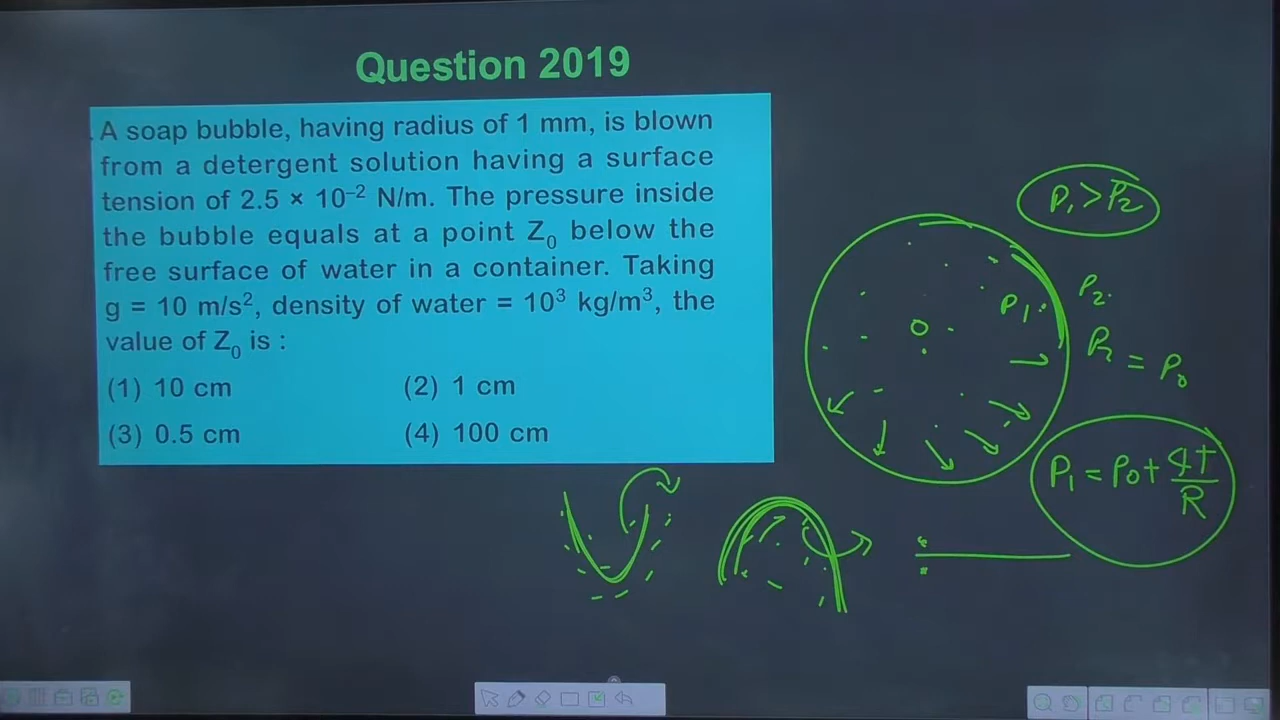 Question 2019
A soap bubble, having radius of 1 mm, is blown
from a detergent solution having a surface
tension of 2.5 × 10⁻² N/m. The pressure inside
the bubble equals at a point Z₀ below the
free surface of water in a container. Taking
g = 10 m/s², density of water = 10³ kg/m³, the
value of Z₀ is :
(1) 10 cm (2) 1 cm
(3) 0.5 cm (4) 100 cm
P₁ > P₂
P₁ P₂
P₂ = P₀
P₁ = P₀ + 4T/R